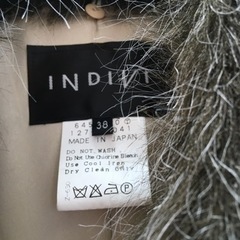 INDIVI
38
MADE IN JAPAN
DO NOT WASH
Do Not Use Chlorine Bleach
Use Cool Iron
Dry Clean Only